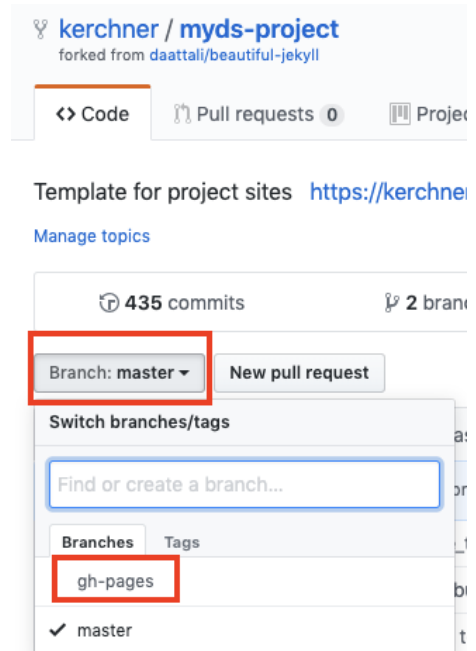 kerchner / myds-project
forked from daattali/beautiful-jekyll
<> Code Pull requests 0
Template for project sites
Manage topics
435 commits 2
Branch: master New pull request
Switch branches/tags
Find or create a branch...
Branches Tags
gh-pages
master